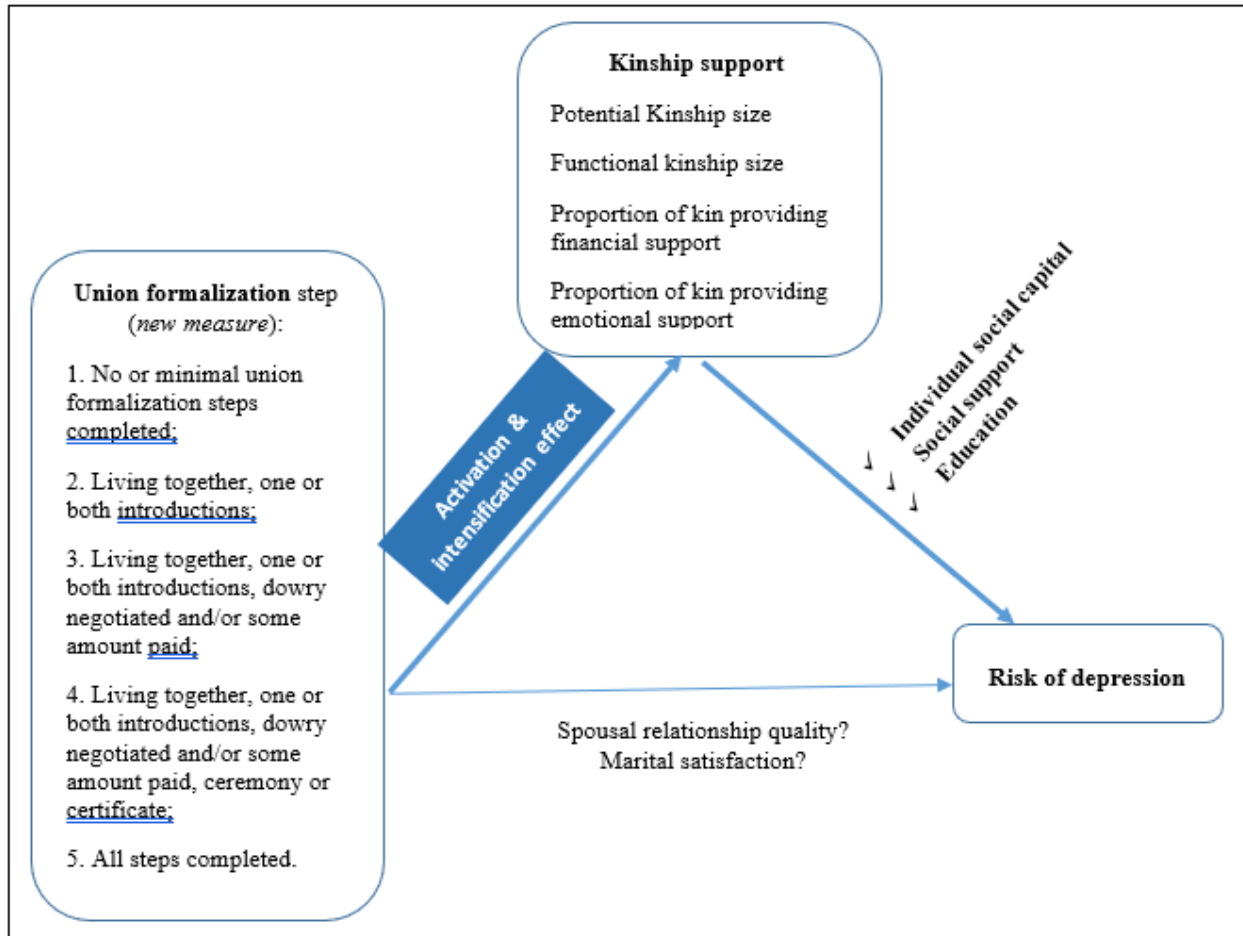 Kinship support
Potential Kinship size
Functional kinship size
Proportion of kin providing
financial support
Proportion of kin providing
emotional support
Union formalization step
(new measure):
1. No or minimal union
formalization steps
completed;
2. Living together, one or
both introductions;
3. Living together, one or
both introductions, dowry
negotiated and/or some
amount paid;
4. Living together, one or
both introductions, dowry
negotiated and/or some
amount paid, ceremony or
certificate;
5. All steps completed.
Activation &
intensification effect
✓ Individual social capital
✓ Social support
✓ Education
Risk of depression
Spousal relationship quality?
Marital satisfaction?